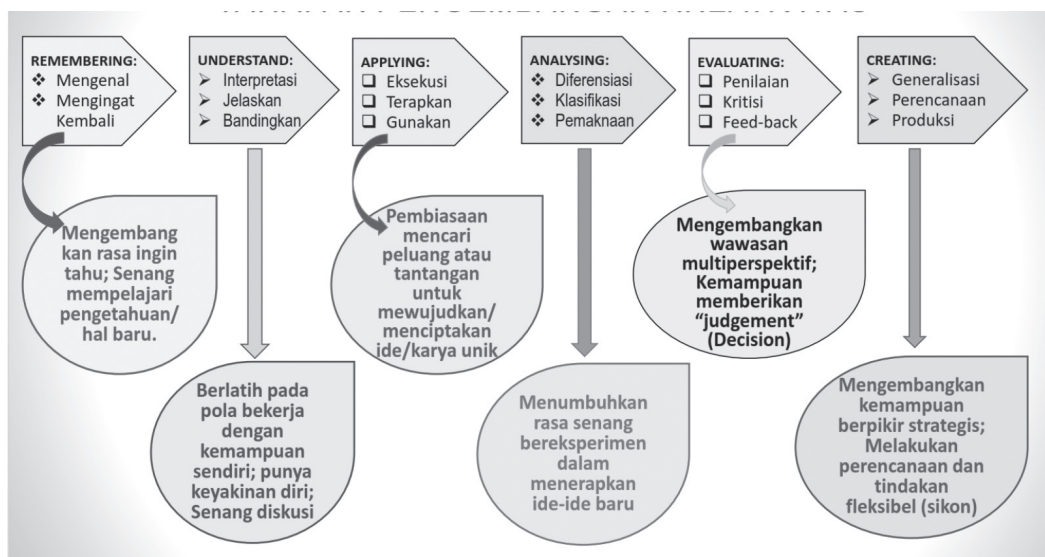 REMEMBERING:
❖ Mengenal
❖ Mengingat
Kembali
UNDERSTAND:
➢ Interpretasi
➢ Jelaskan
➢ Bandingkan
APPLYING:
❑ Eksekusi
❑ Terapkan
❑ Gunakan
ANALYSING:
❖ Diferensiasi
❖ Klasifikasi
❖ Pemaknaan
EVALUATING:
❑ Penilaian
❑ Kritisi
❑ Feed-back
CREATING:
➢ Generalisasi
➢ Perencanaan
➢ Produksi
Mengembang
kan rasa ingin
tahu; Senang
mempelajari
pengetahuan/
hal baru.
Berlatih pada
pola bekerja
dengan
kemampuan
sendiri; punya
keyakinan diri;
Senang diskusi
Pembiasaan
mencari
peluang atau
tantangan
untuk
mewujudkan/
menciptakan
ide/karya unik
Menumbuhkan
rasa senang
bereksperimen
dalam
menerapkan
ide-ide baru
Mengembangkan
wawasan
multiperspektif;
Kemampuan
memberikan
“judgement”
(Decision)
Mengembangkan
kemampuan
berpikir strategis;
Melakukan
perencanaan dan
tindakan
fleksibel (sikon)